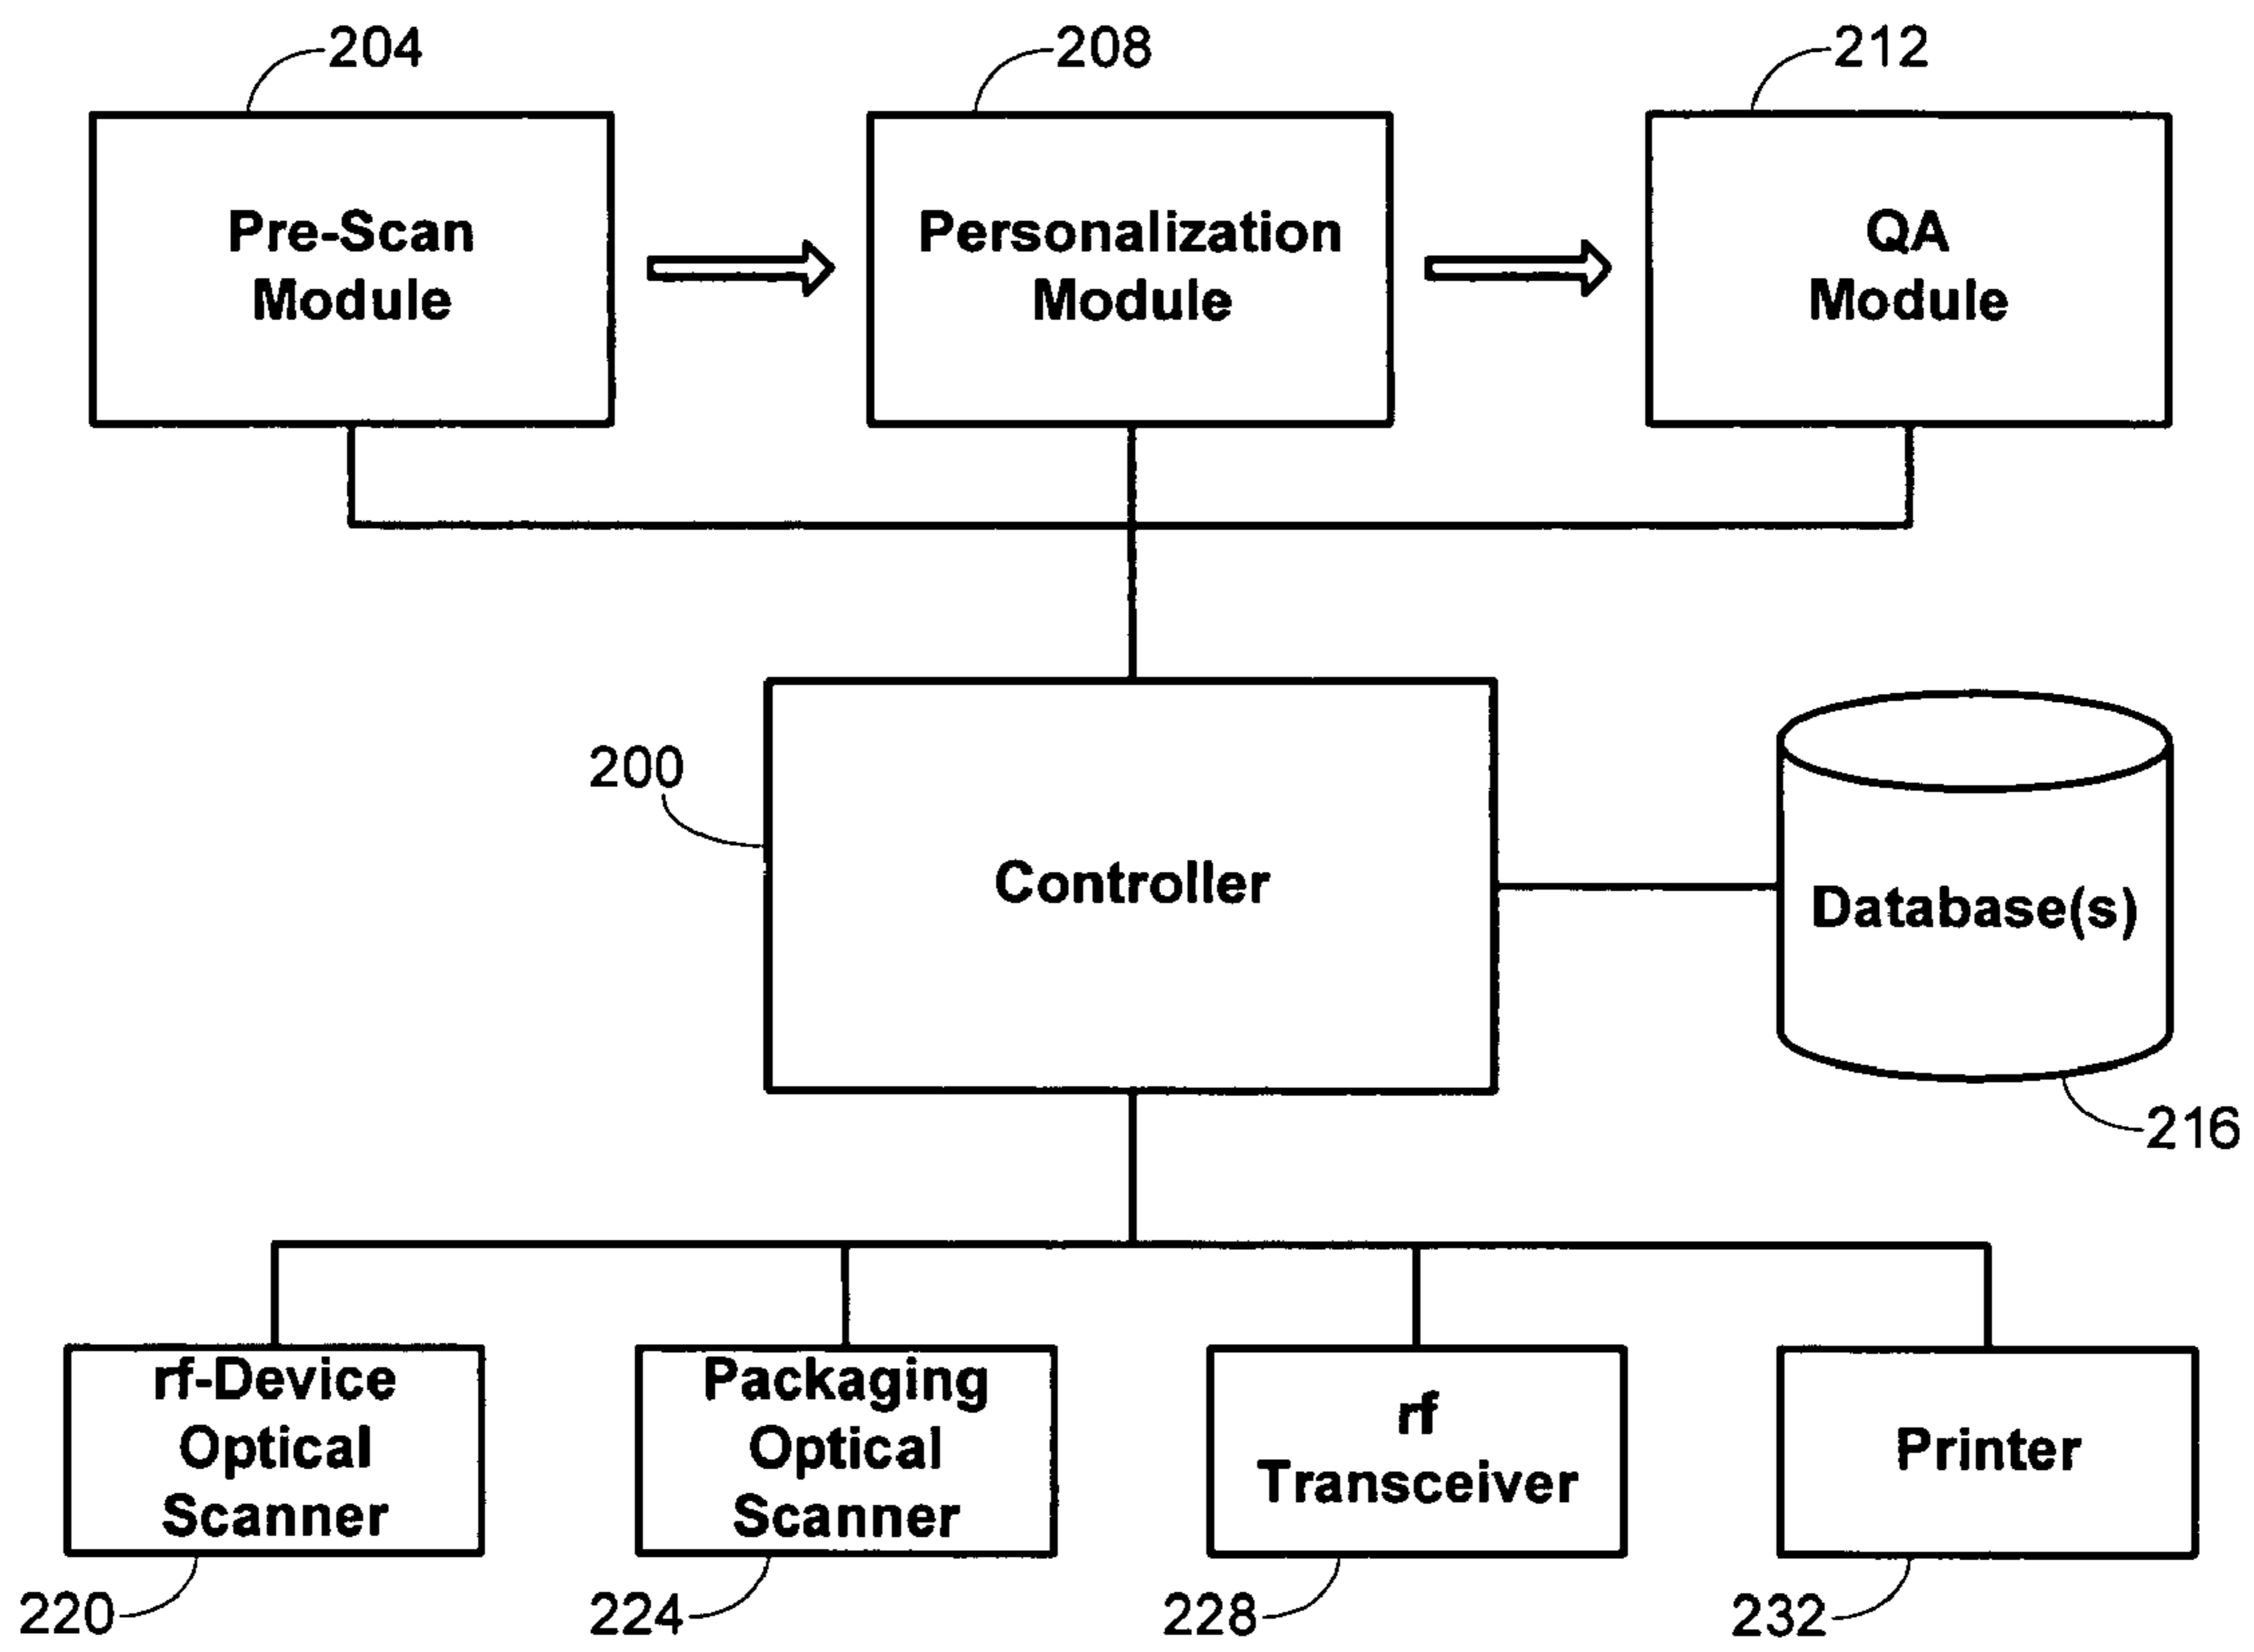 204
208
212
Pre-Scan
Module
Personalization
Module
QA
Module
200
Controller
Database(s)
216
rf-Device
Optical
Scanner
Packaging
Optical
Scanner
rf
Transceiver
Printer
220
224
228
232